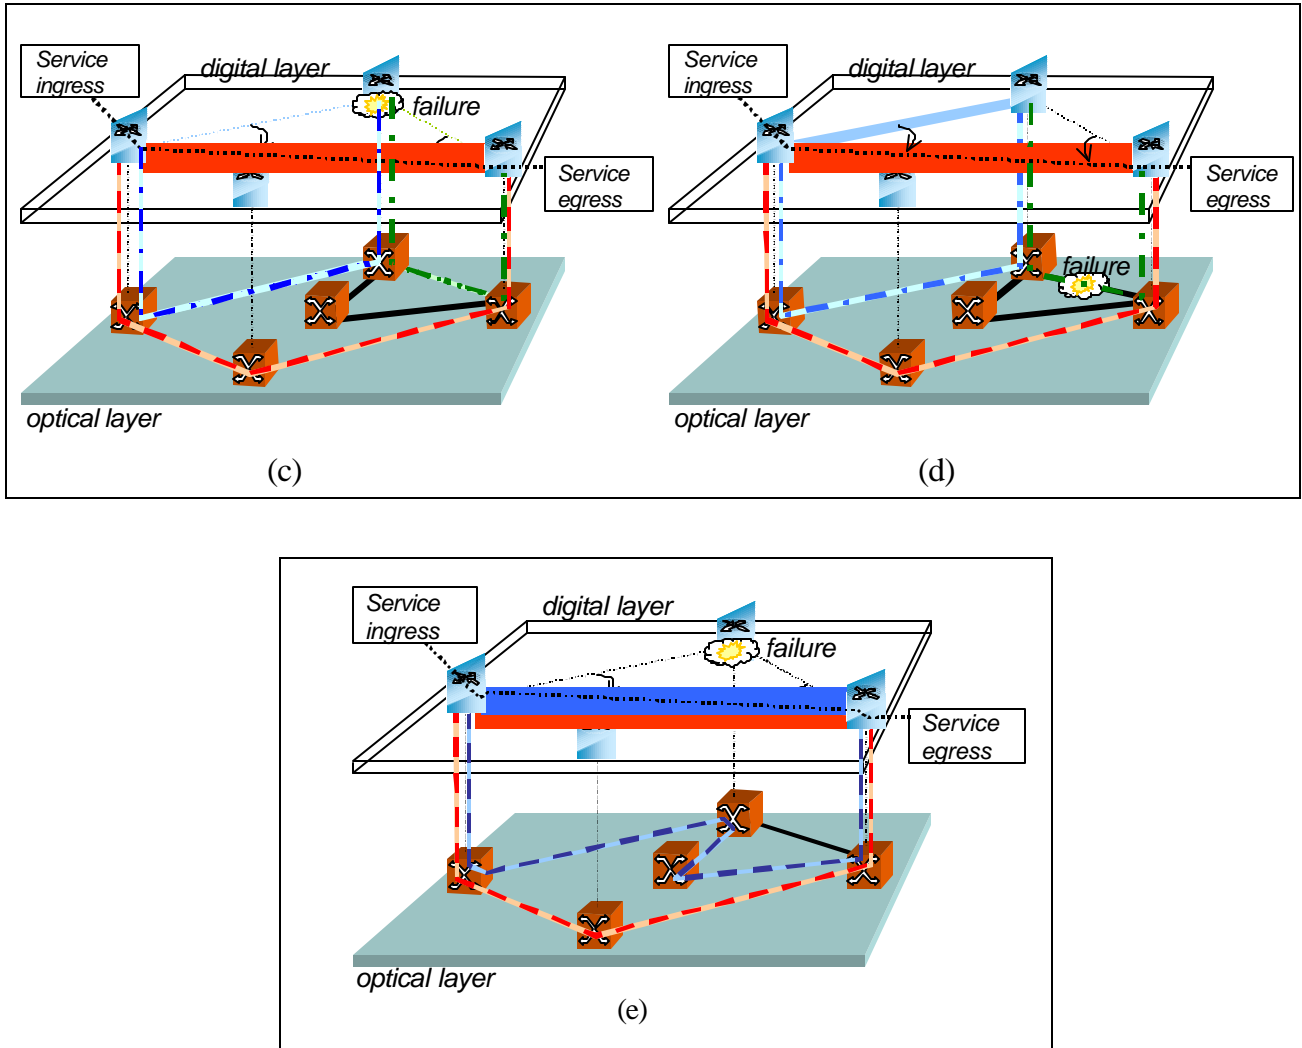 Service
ingress
digital layer
failure
Service
egress
optical layer
(c)
Service
ingress
digital layer
Service
egress
failure
optical layer
(d)
Service
ingress
digital layer
failure
Service
egress
optical layer
(e)